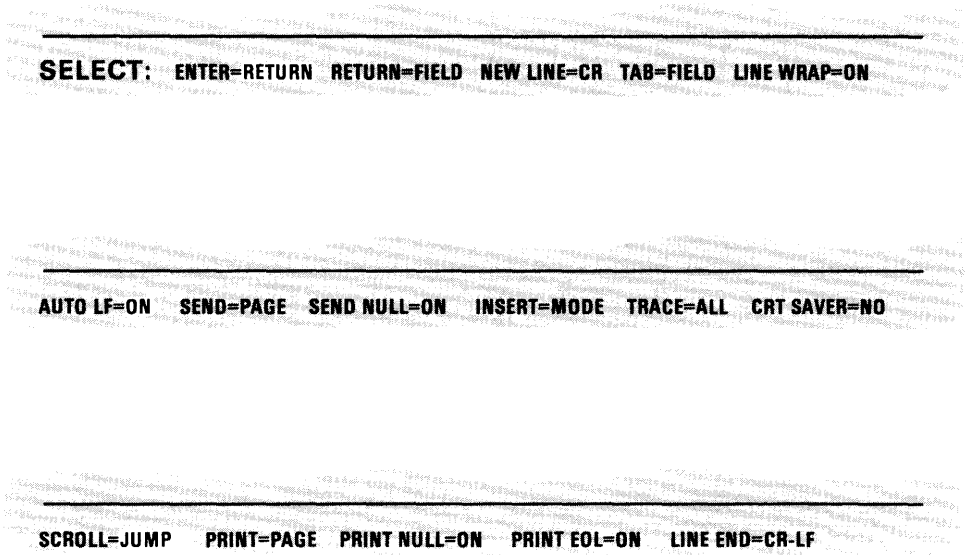 SELECT: ENTER=RETURN RETURN=FIELD NEW LINE=CR TAB=FIELD LINE WRAP=ON
AUTO LF=ON SEND=PAGE SEND NULL=ON INSERT=MODE TRACE=ALL CRT SAVER=NO
SCROLL=JUMP PRINT=PAGE PRINT NULL=ON PRINT EOL=ON LINE END=CR-LF